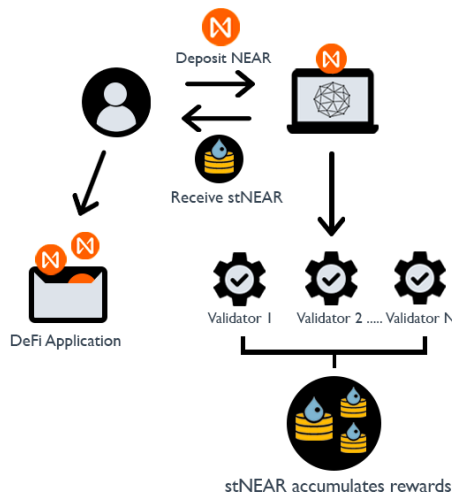 Deposit NEAR
Receive stNEAR
DeFi Application
Validator 1 Validator 2 ..... Validator N
stNEAR accumulates rewards